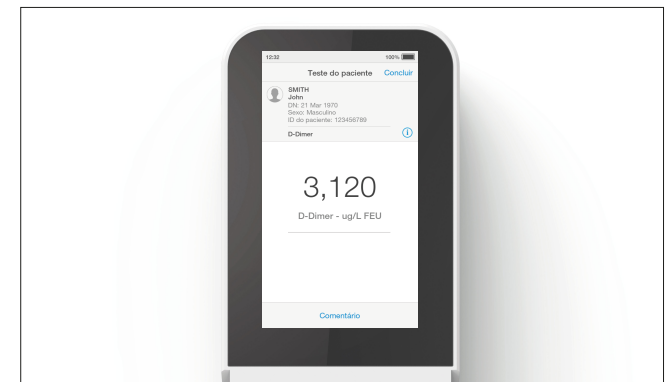 12:32 100%
Teste do paciente Concluir
SMITH
John
DN: 21 Mar 1970
Sexo: Masculino
ID do paciente: 123456789
D-Dimer
3,120
D-Dimer - ug/L FEU
Comentário